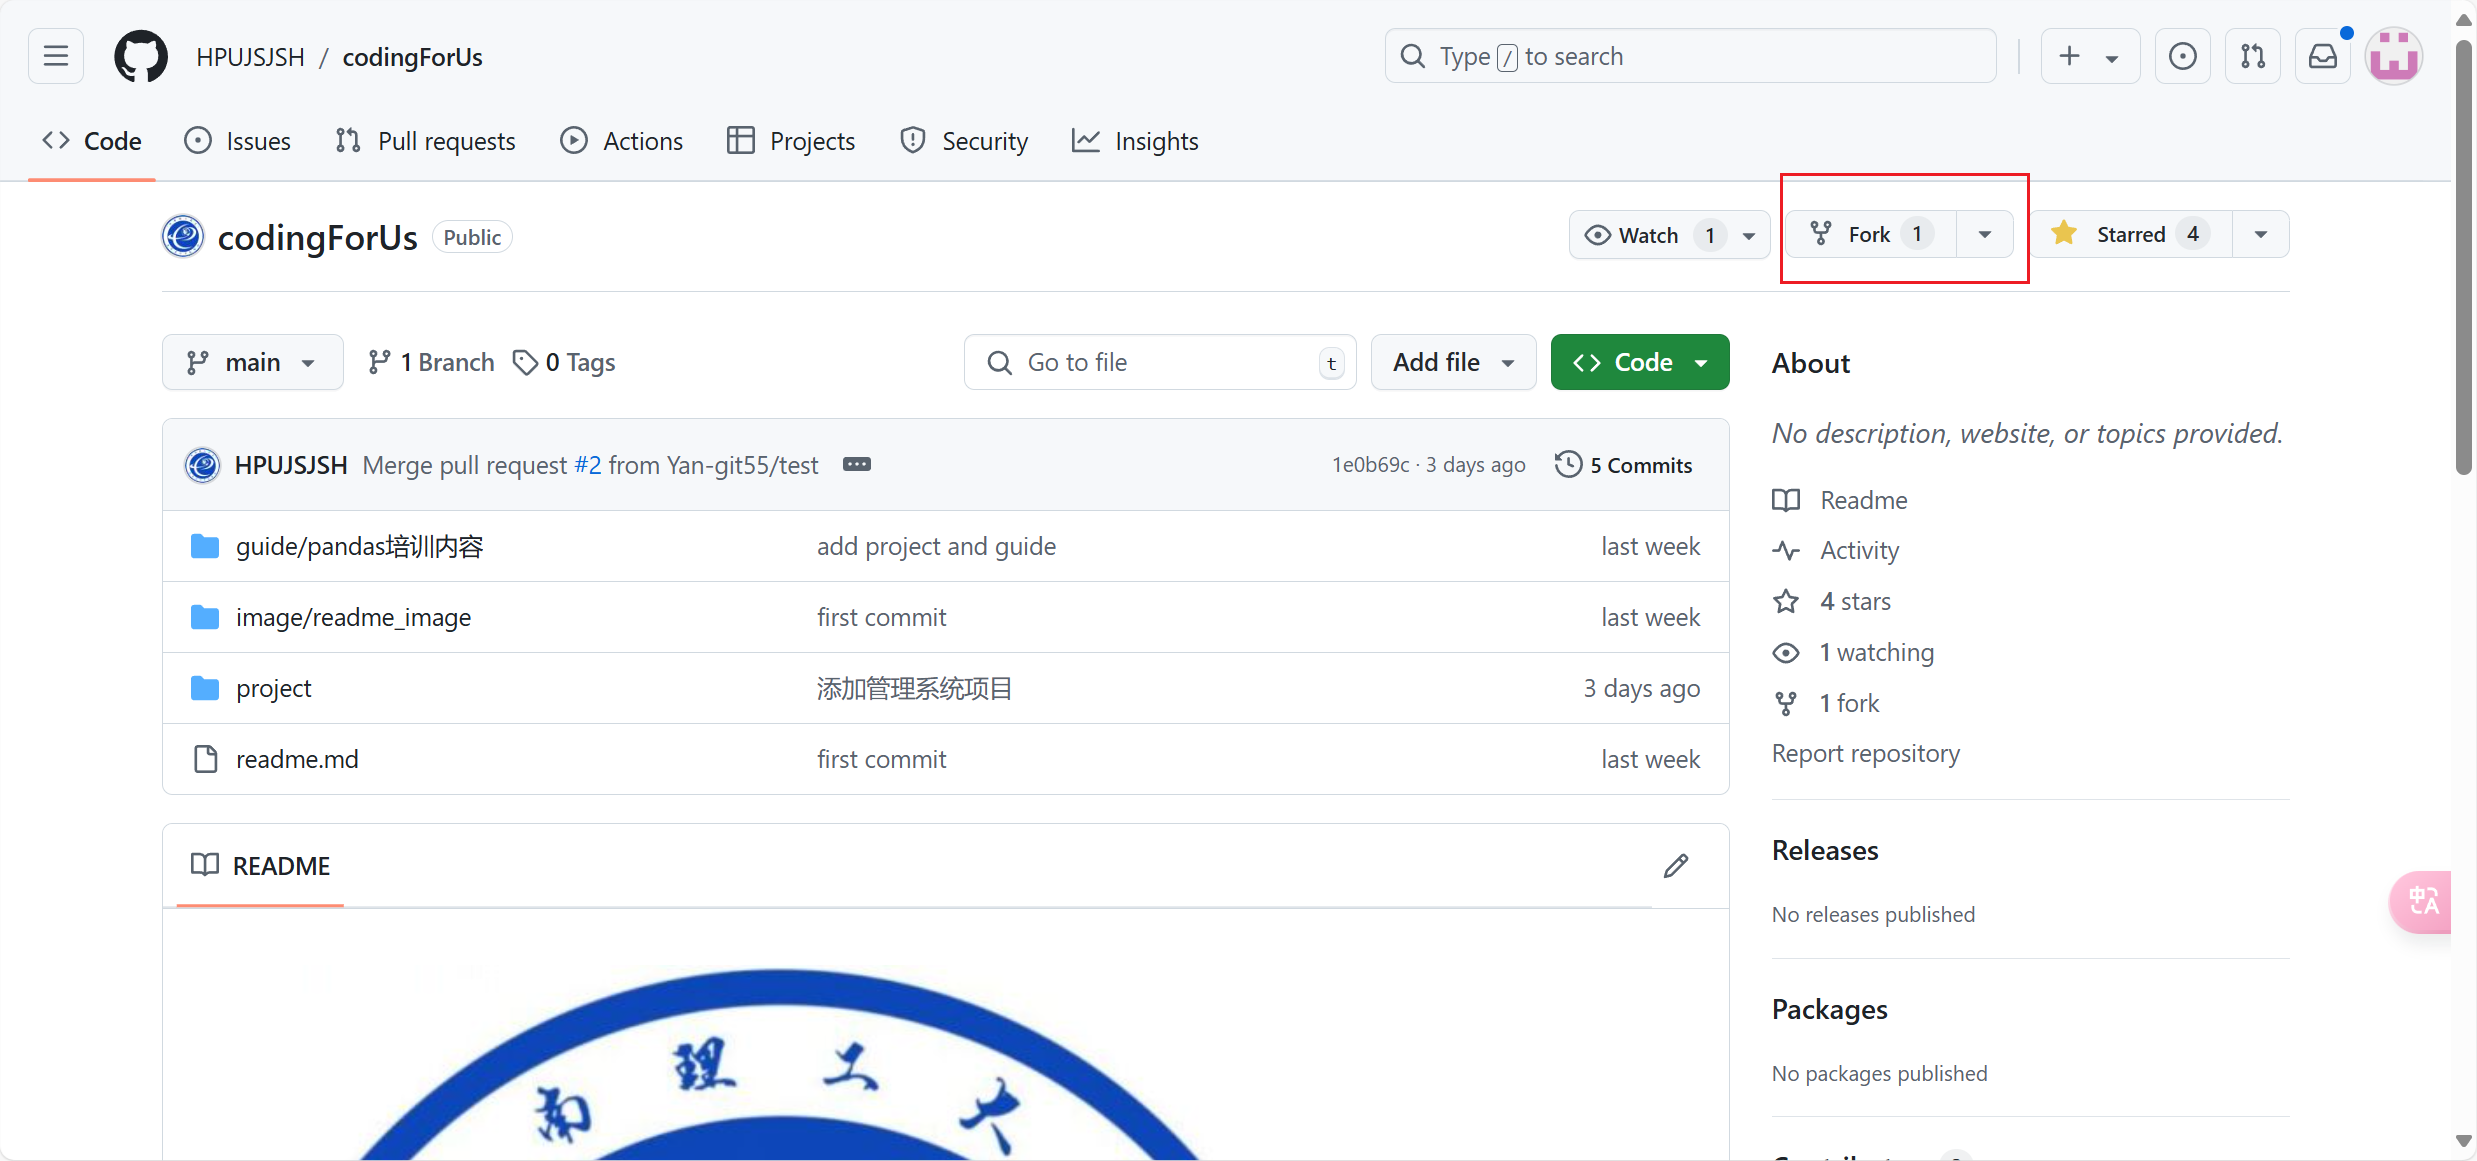 HPUJSJSH / codingForUs
Type / to search
Code Issues Pull requests Actions Projects Security Insights
codingForUs Public
Watch 1 Fork 1 Starred 4
main 1 Branch 0 Tags Go to file t Add file Code
HPUJSJSH Merge pull request #2 from Yan-git55/test 1e0b69c · 3 days ago 5 Commits
guide/pandas培训内容 add project and guide last week
image/readme_image first commit last week
project 添加管理系统项目 3 days ago
readme.md first commit last week
README
南理工大
About
No description, website, or topics provided.
Readme
Activity
4 stars
1 watching
1 fork
Report repository
Releases
No releases published
Packages
No packages published
中A